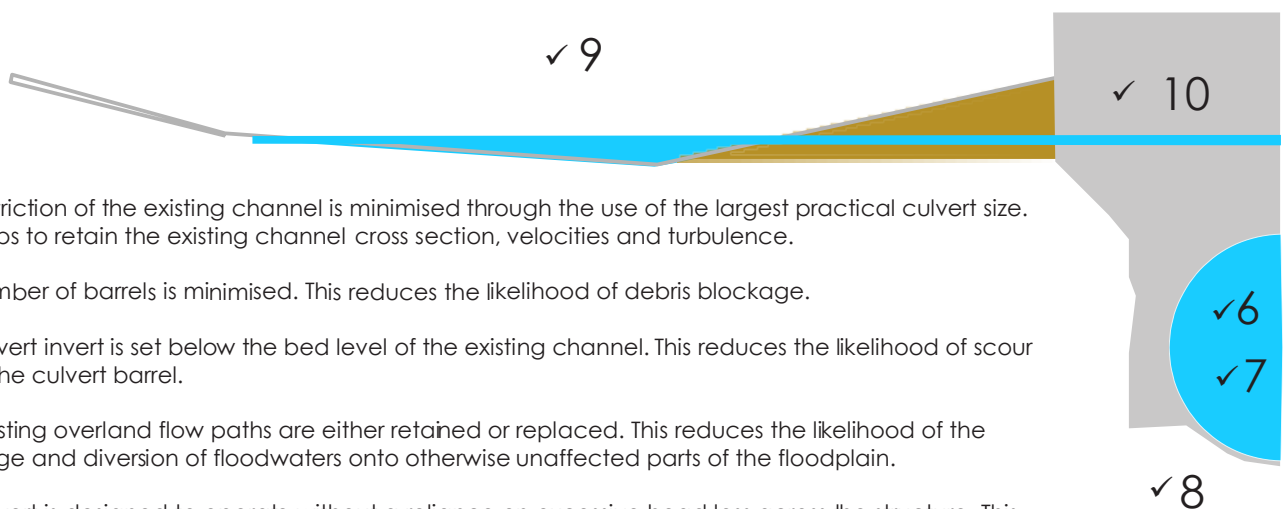 ✓ 9
✓ 10
riction of the existing channel is minimised through the use of the largest practical culvert size.
ps to retain the existing channel cross section, velocities and turbulence.
mber of barrels is minimised. This reduces the likelihood of debris blockage.
✓6
vert invert is set below the bed level of the existing channel. This reduces the likelihood of scour
he culvert barrel.
✓7
sting overland flow paths are either retained or replaced. This reduces the likelihood of the
ge and diversion of floodwaters onto otherwise unaffected parts of the floodplain.
✓ 8